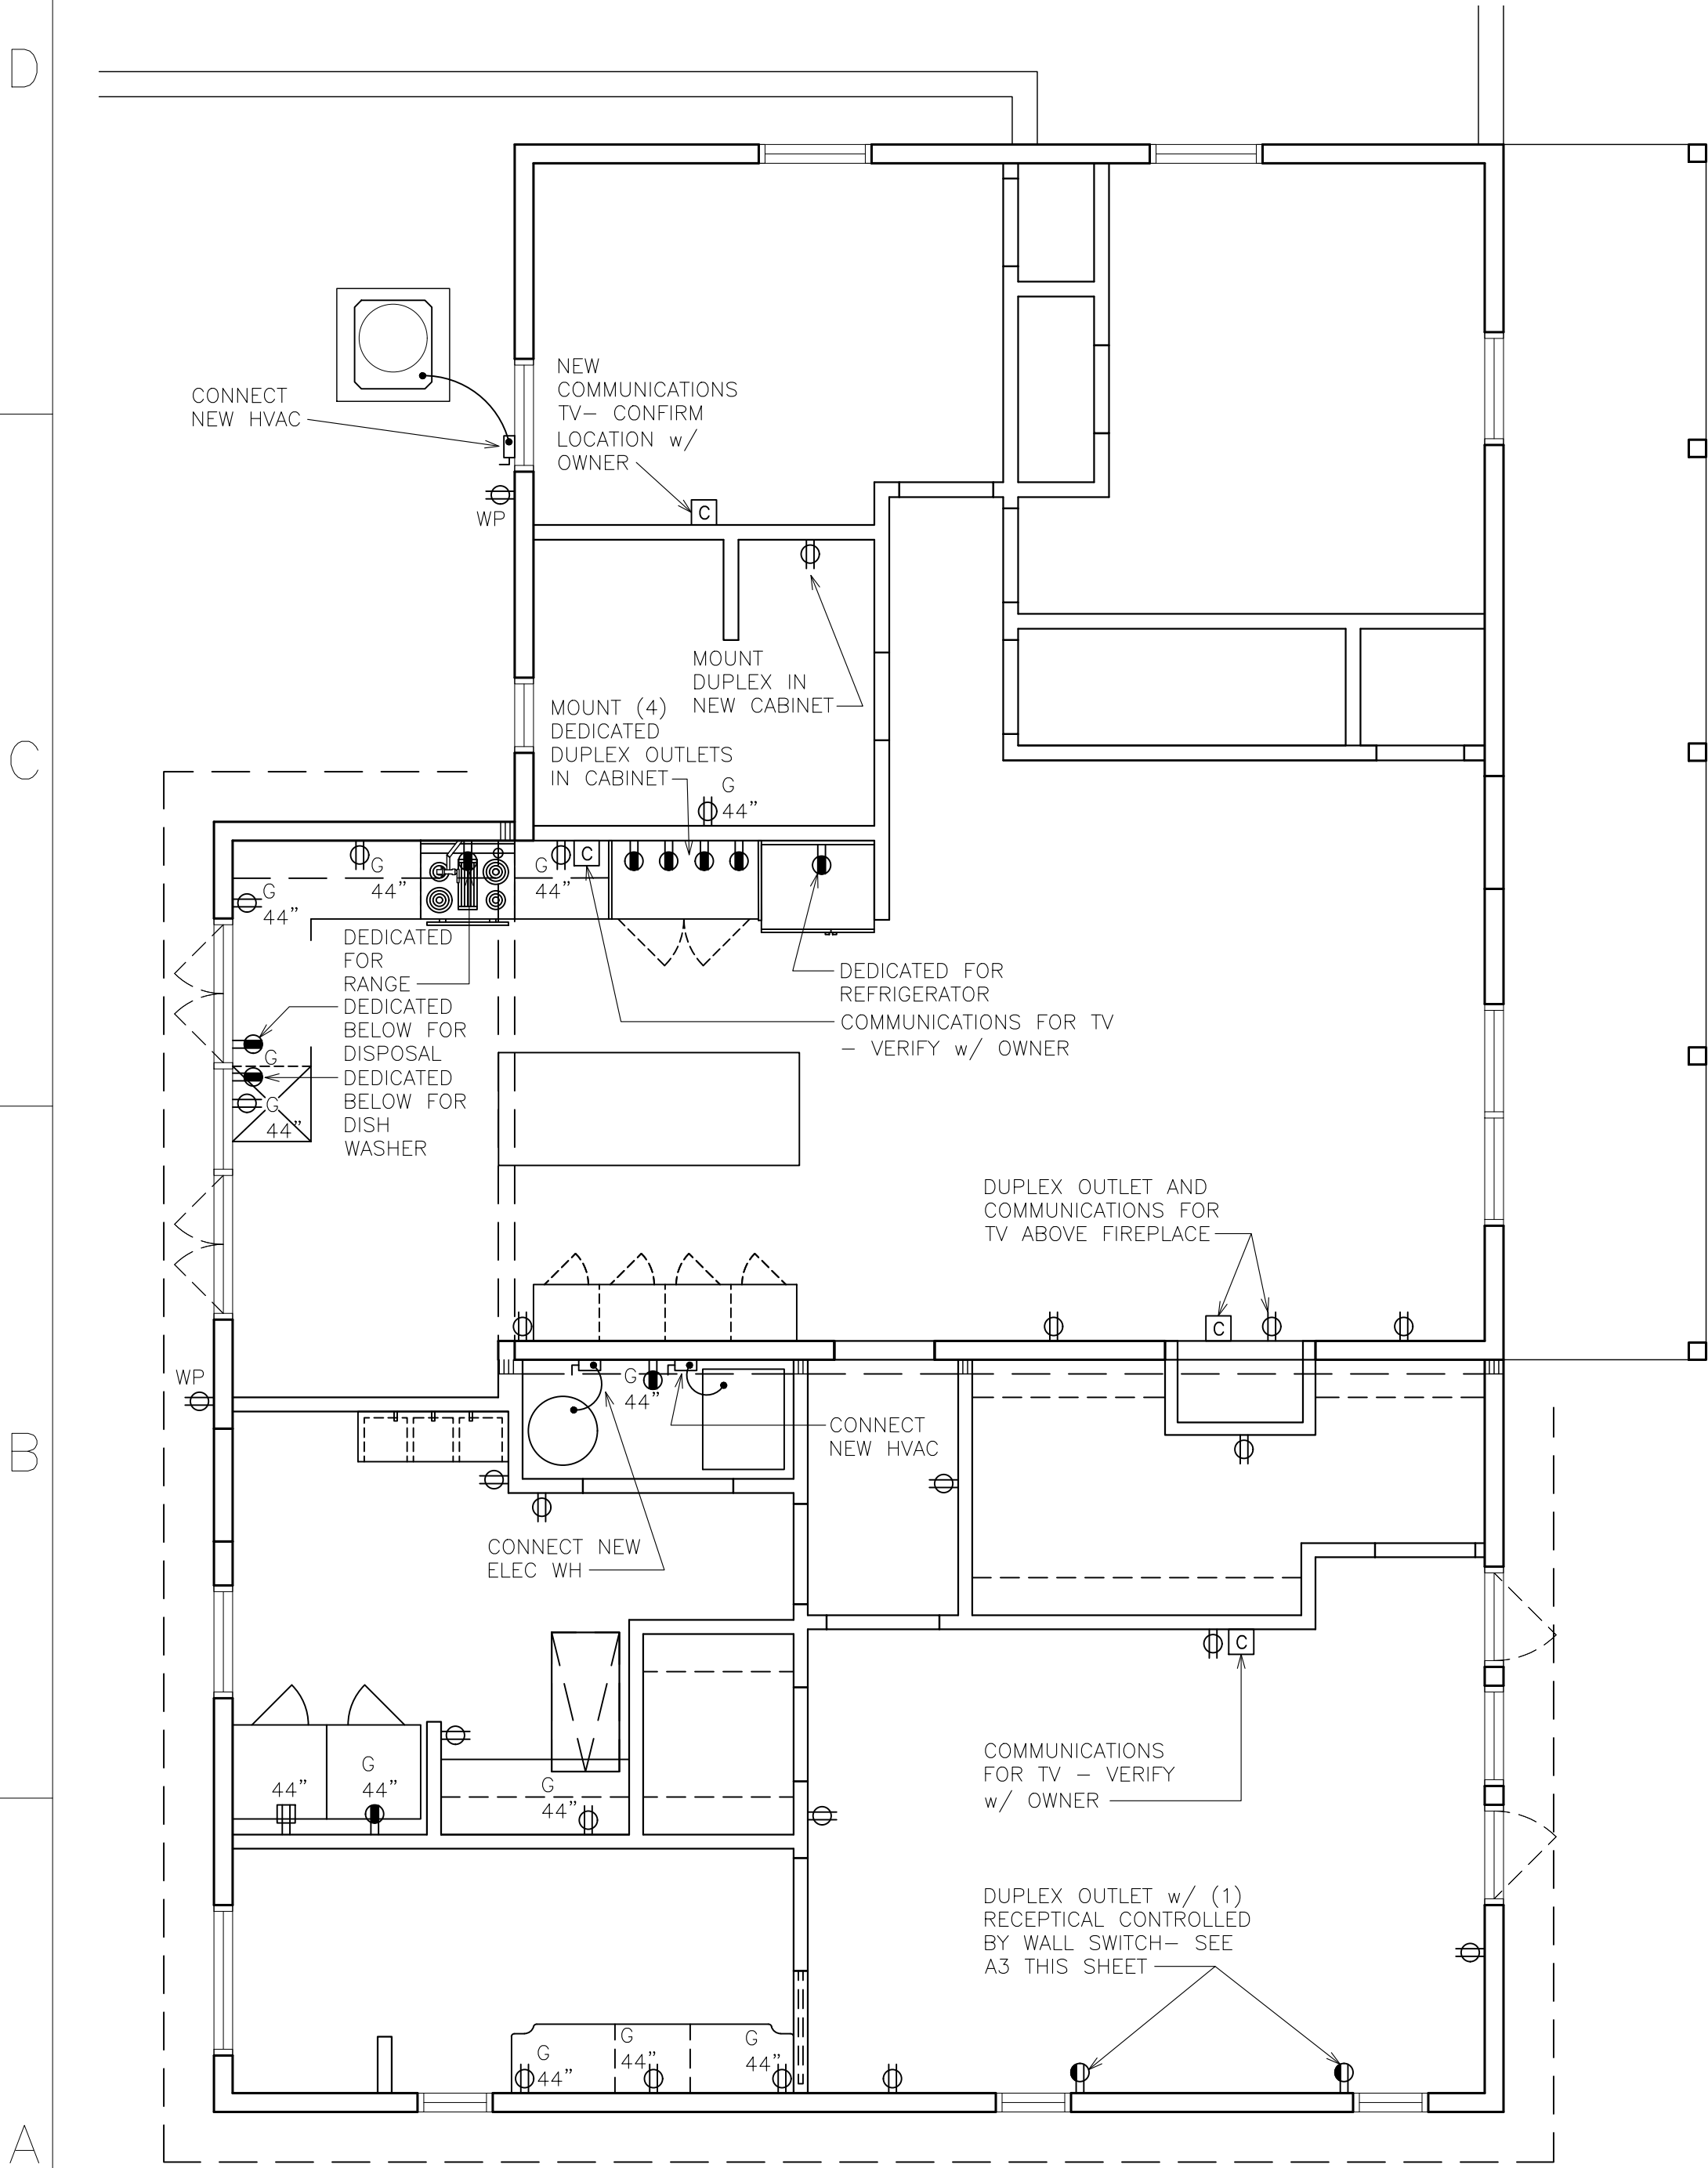 D
NEW
COMMUNICATIONS
TV- CONFIRM
LOCATION w/
OWNER
CONNECT
NEW HVAC
C
WP
MOUNT
DUPLEX IN
NEW CABINET
MOUNT (4)
DEDICATED
DUPLEX OUTLETS
IN CABINET
C
G
44"
G
44"
G
44"
C
G
44"
DEDICATED
FOR
RANGE
DEDICATED
BELOW FOR
DISPOSAL
DEDICATED
BELOW FOR
DISH
WASHER
G
G
44"
DEDICATED FOR
REFRIGERATOR
COMMUNICATIONS FOR TV
- VERIFY w/ OWNER
DUPLEX OUTLET AND
COMMUNICATIONS FOR
TV ABOVE FIREPLACE
C
WP
G
44"
CONNECT
NEW HVAC
B
CONNECT NEW
ELEC WH
C
COMMUNICATIONS
FOR TV - VERIFY
w/ OWNER
44"
G
44"
G
44"
DUPLEX OUTLET w/ (1)
RECEPTICAL CONTROLLED
BY WALL SWITCH- SEE
A3 THIS SHEET
G
44"
G
44"
G
44"
A